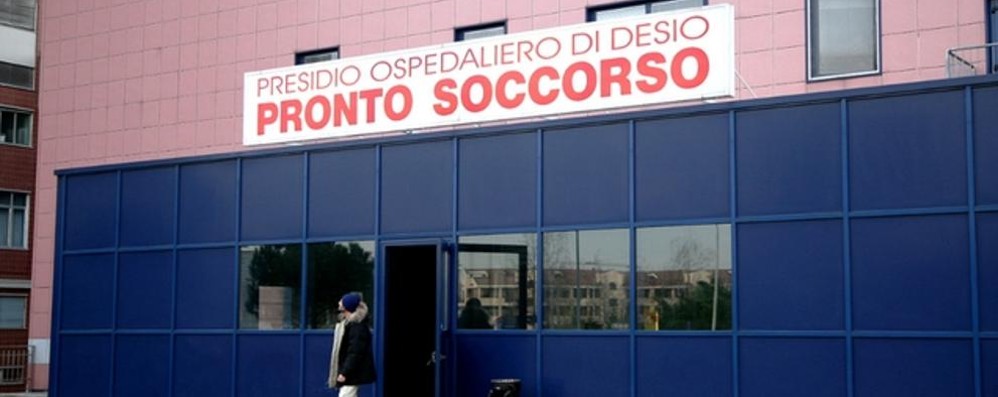 PRESIDIO OSPEDALIERO DI DESIO
PRONTO SOCCORSO